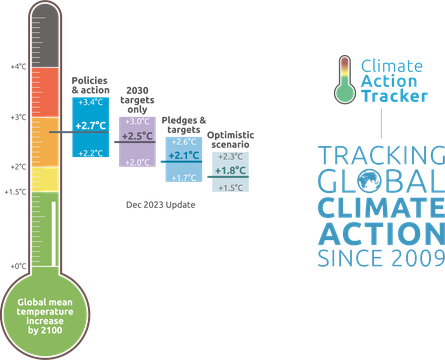 +4°C
+3°C
+2°C
+1.5°C
+0°C
Global mean
temperature
increase
by 2100
Policies
& action
+3.4°C
+2.7°C
+2.2°C
2030
targets
only
+3.0°C
+2.5°C
+2.0°C
Pledges &
targets
+2.6°C
+2.1°C
+1.7°C
Optimistic
scenario
+2.3°C
+1.8°C
+1.5°C
Dec 2023 Update
Climate
Action
Tracker
TRACKING
GLOBAL
CLIMATE
ACTION
SINCE 2009